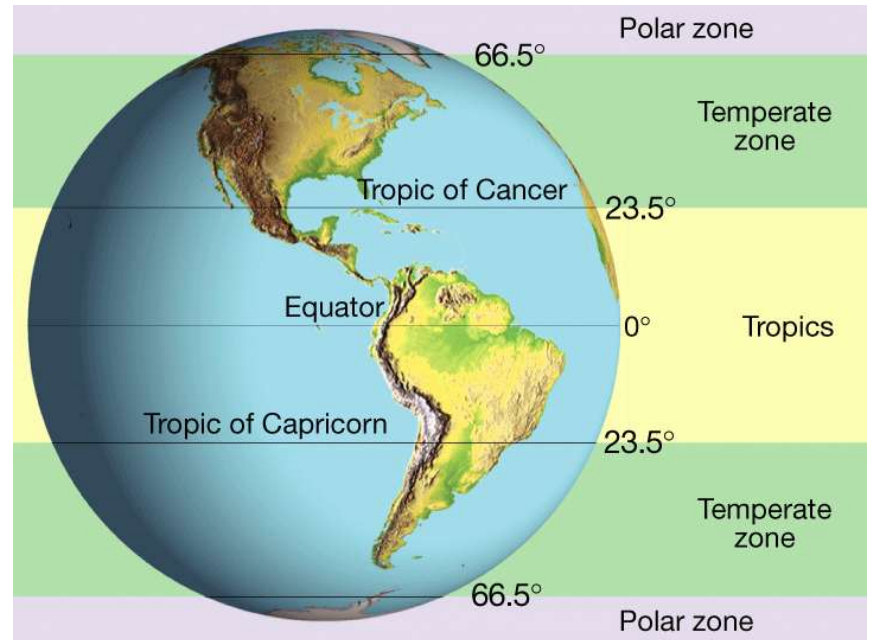 Polar zone
66.5°
Temperate
zone
Tropic of Cancer
23.5°
Equator
0°
Tropics
Tropic of Capricorn
23.5°
Temperate
zone
66.5°
Polar zone